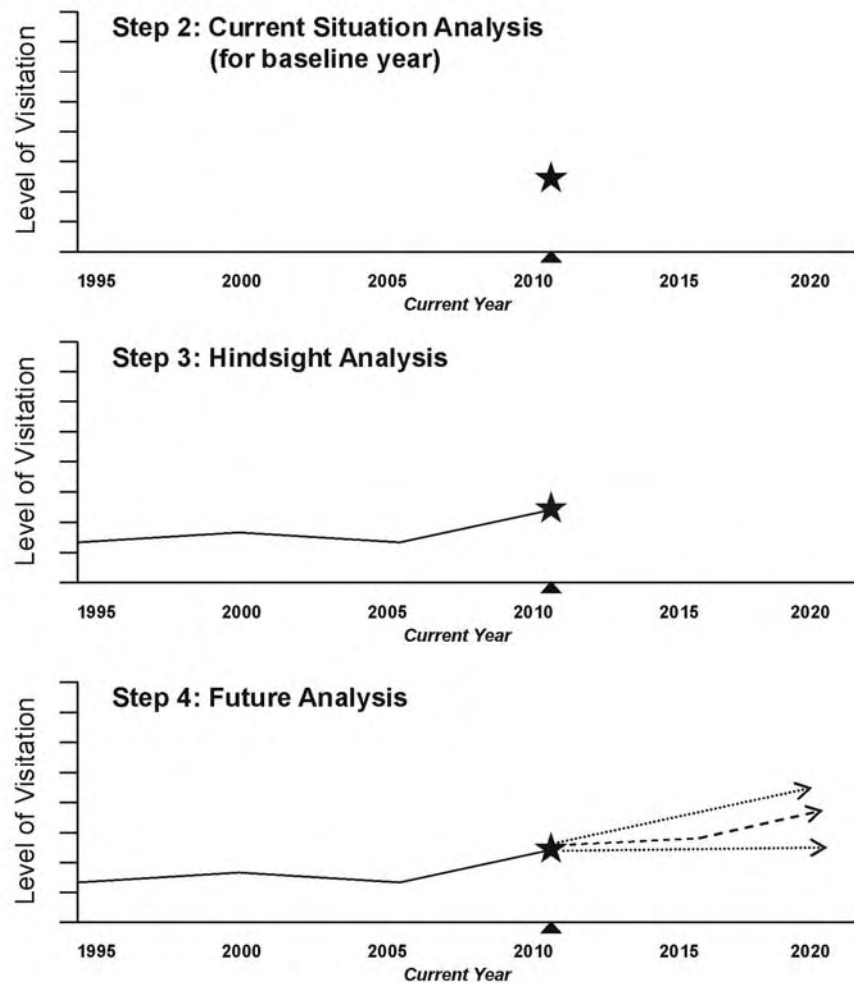 Step 2: Current Situation Analysis
(for baseline year)
Level of Visitation
1995 2000 2005 2010 2015 2020
Current Year
Step 3: Hindsight Analysis
Level of Visitation
1995 2000 2005 2010 2015 2020
Current Year
Step 4: Future Analysis
Level of Visitation
1995 2000 2005 2010 2015 2020
Current Year